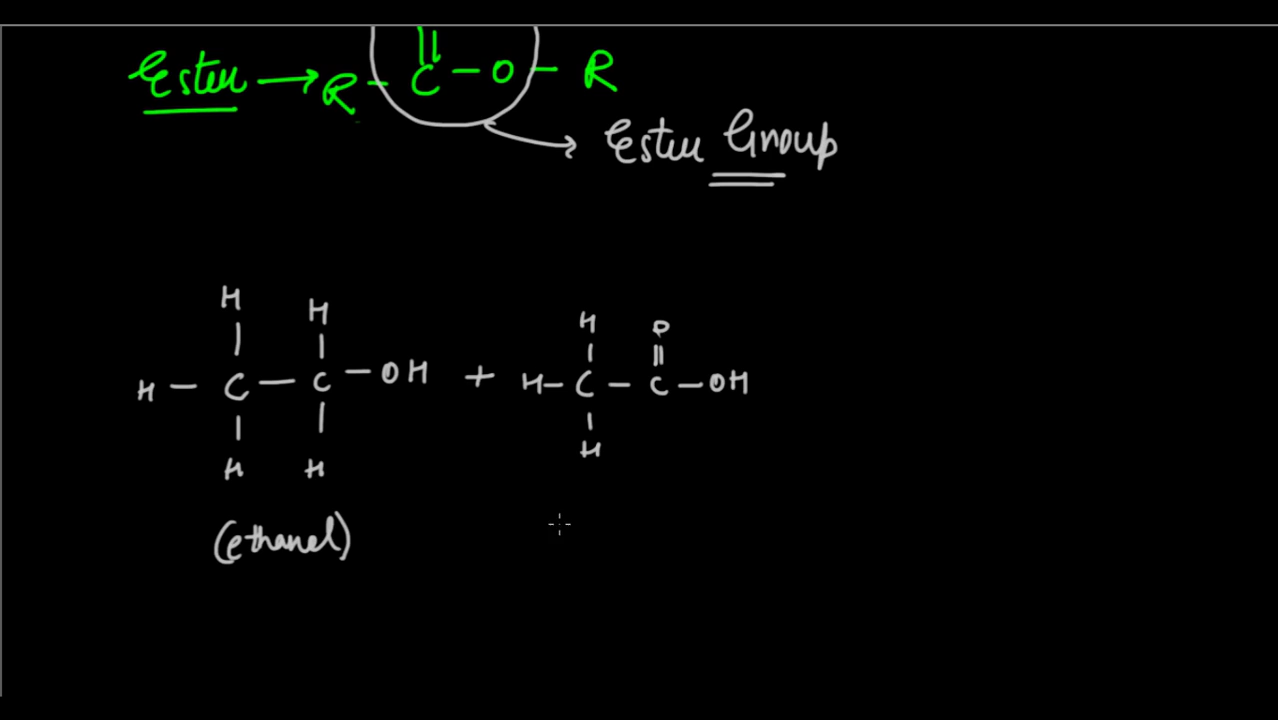 Ester → R - C - O - R
Ester Group
H H H O
|| 
H - C - C - OH + H - C - C - OH
H H H
(ethanol)